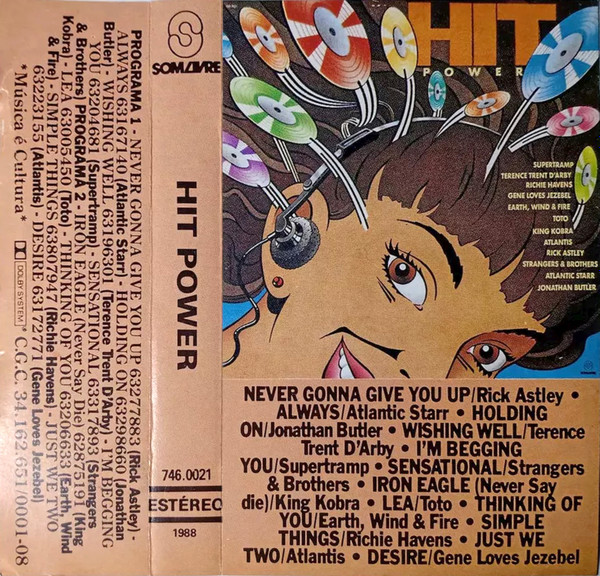 PROGRAMA 1 - NEVER GONNA GIVE YOU UP 63277883 (Rick Astley) -
ALWAYS 63167140 (Atlantic Starr) - HOLDING ON 63298660 (Jonathan
Butler) - WISHING WELL 63196301 (Terence Trent D'Arby) - I'M BEGGING
YOU 63204681 (Supertramp) - SENSATIONAL 63317893 (Strangers
& Brothers) PROGRAMA 2 - IRON EAGLE (Never Say Die) 62875191 (King
Kobra) - LEA 63005450 (Toto) - THINKING OF YOU 63206633 (Earth, Wind
& Fire) - SIMPLE THINGS 63807947 (Richie Havens) - JUST WE TWO
63223155 (Atlantis) - DESIRE 63172771 (Gene Loves Jezebel)
*Musica é Cultura* DOLBY SYSTEM* C.G.C. 34.162.651/0001-08
SOM LIVRE
HIT POWER
746.0021
ESTÉREO
1988
HIT
POWER
SUPERTRAMP
TERENCE TRENT D'ARBY
RICHIE HAVENS
GENE LOVES JEZEBEL
EARTH, WIND & FIRE
TOTO
KING KOBRA
ATLANTIS
RICK ASTLEY
STRANGERS & BROTHERS
ATLANTIC STARR
JONATHAN BUTLER
NEVER GONNA GIVE YOU UP/Rick Astley •
ALWAYS/Atlantic Starr • HOLDING
ON/Jonathan Butler • WISHING WELL/Terence
Trent D'Arby • I'M BEGGING
YOU/Supertramp • SENSATIONAL/Strangers
& Brothers • IRON EAGLE (Never Say
die)/King Kobra • LEA/Toto • THINKING OF
YOU/Earth, Wind & Fire • SIMPLE
THINGS/Richie Havens • JUST WE
TWO/Atlantis • DESIRE/Gene Loves Jezebel